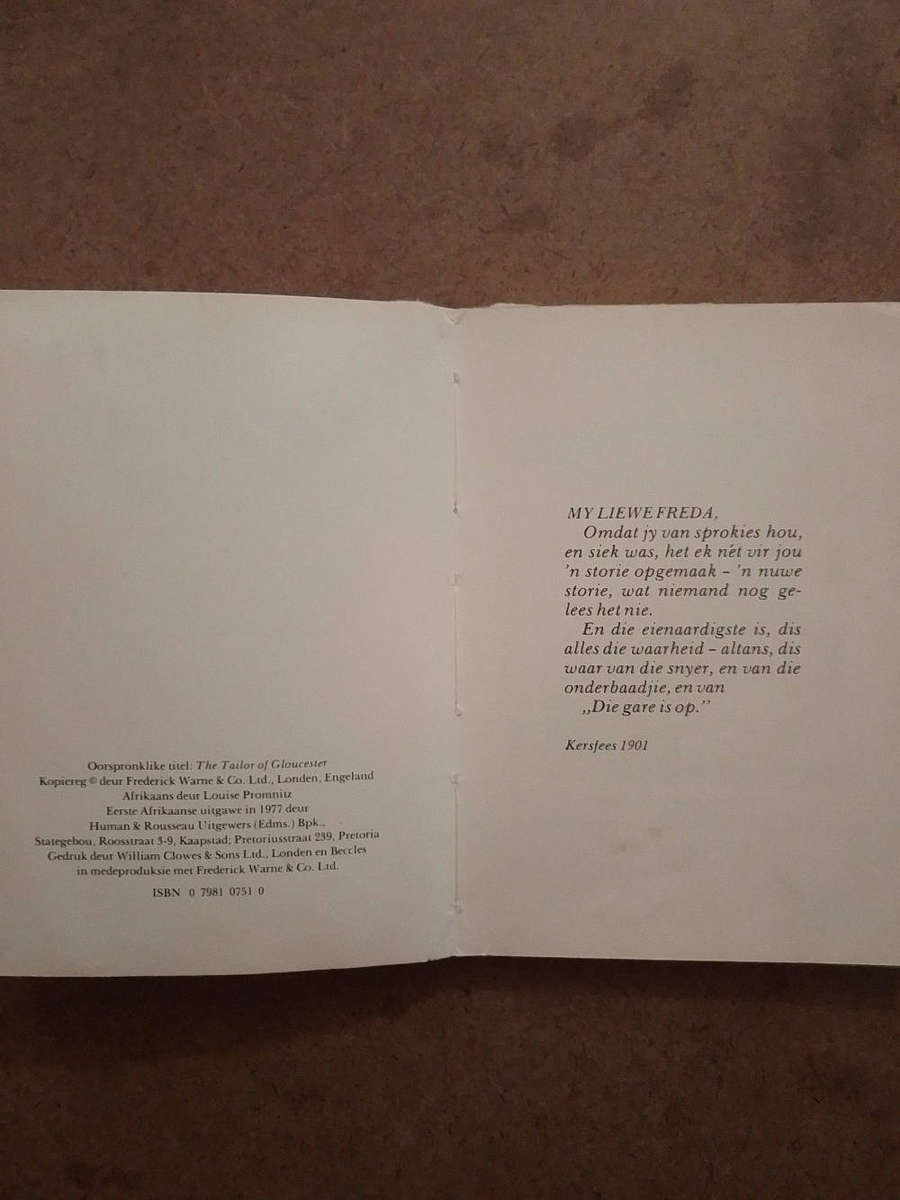 Oorspronklike titel: The Tailor of Gloucester
Kopiereg © deur Frederick Warne & Co. Ltd., Londen, Engeland
Afrikaans deur Louise Promnitz
Eerste Afrikaanse uitgawe in 1977 deur
Human & Rousseau Uitgewers (Edms.) Bpk.,
Stategebou, Roosstraat 3-9, Kaapstad; Pretoriusstraat 239, Pretoria
Gedruk deur William Clowes & Sons Ltd., Londen en Beccles
in medeproduksie met Frederick Warne & Co. Ltd.
ISBN 0 7981 0751 0
MY LIEWE FREDA,
Omdat jy van sprokies hou,
en siek was, het ek nét vir jou
’n storie opgemaak – ’n nuwe
storie, wat niemand nog ge-
lees het nie.
En die eienaardigste is, dis
alles die waarheid – altans, dis
waar van die snyer, en van die
onderbaadjie, en van
„Die gare is op.”
Kersfees 1901